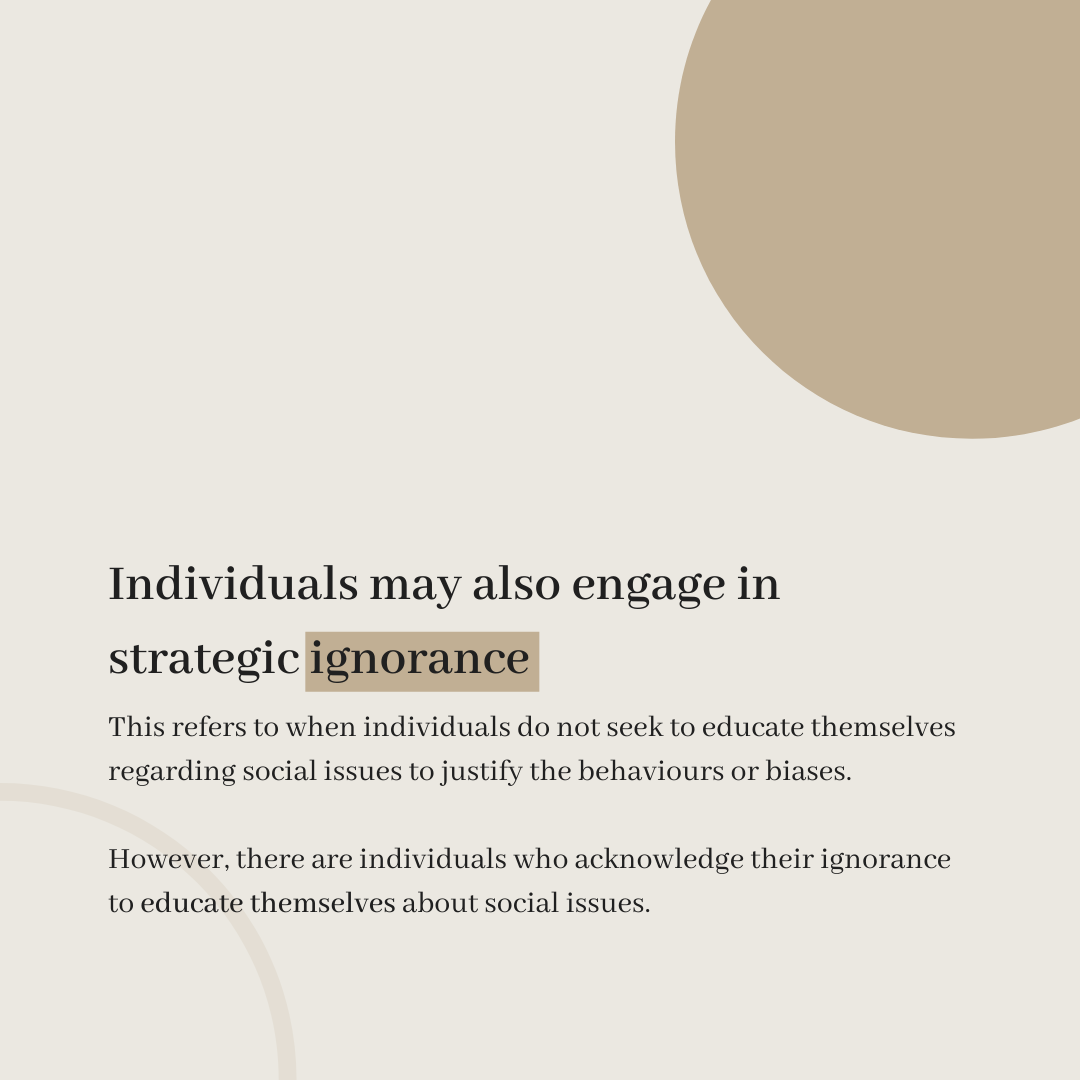 Individuals may also engage in
strategic ignorance
This refers to when individuals do not seek to educate themselves
regarding social issues to justify the behaviours or biases.
However, there are individuals who acknowledge their ignorance
to educate themselves about social issues.